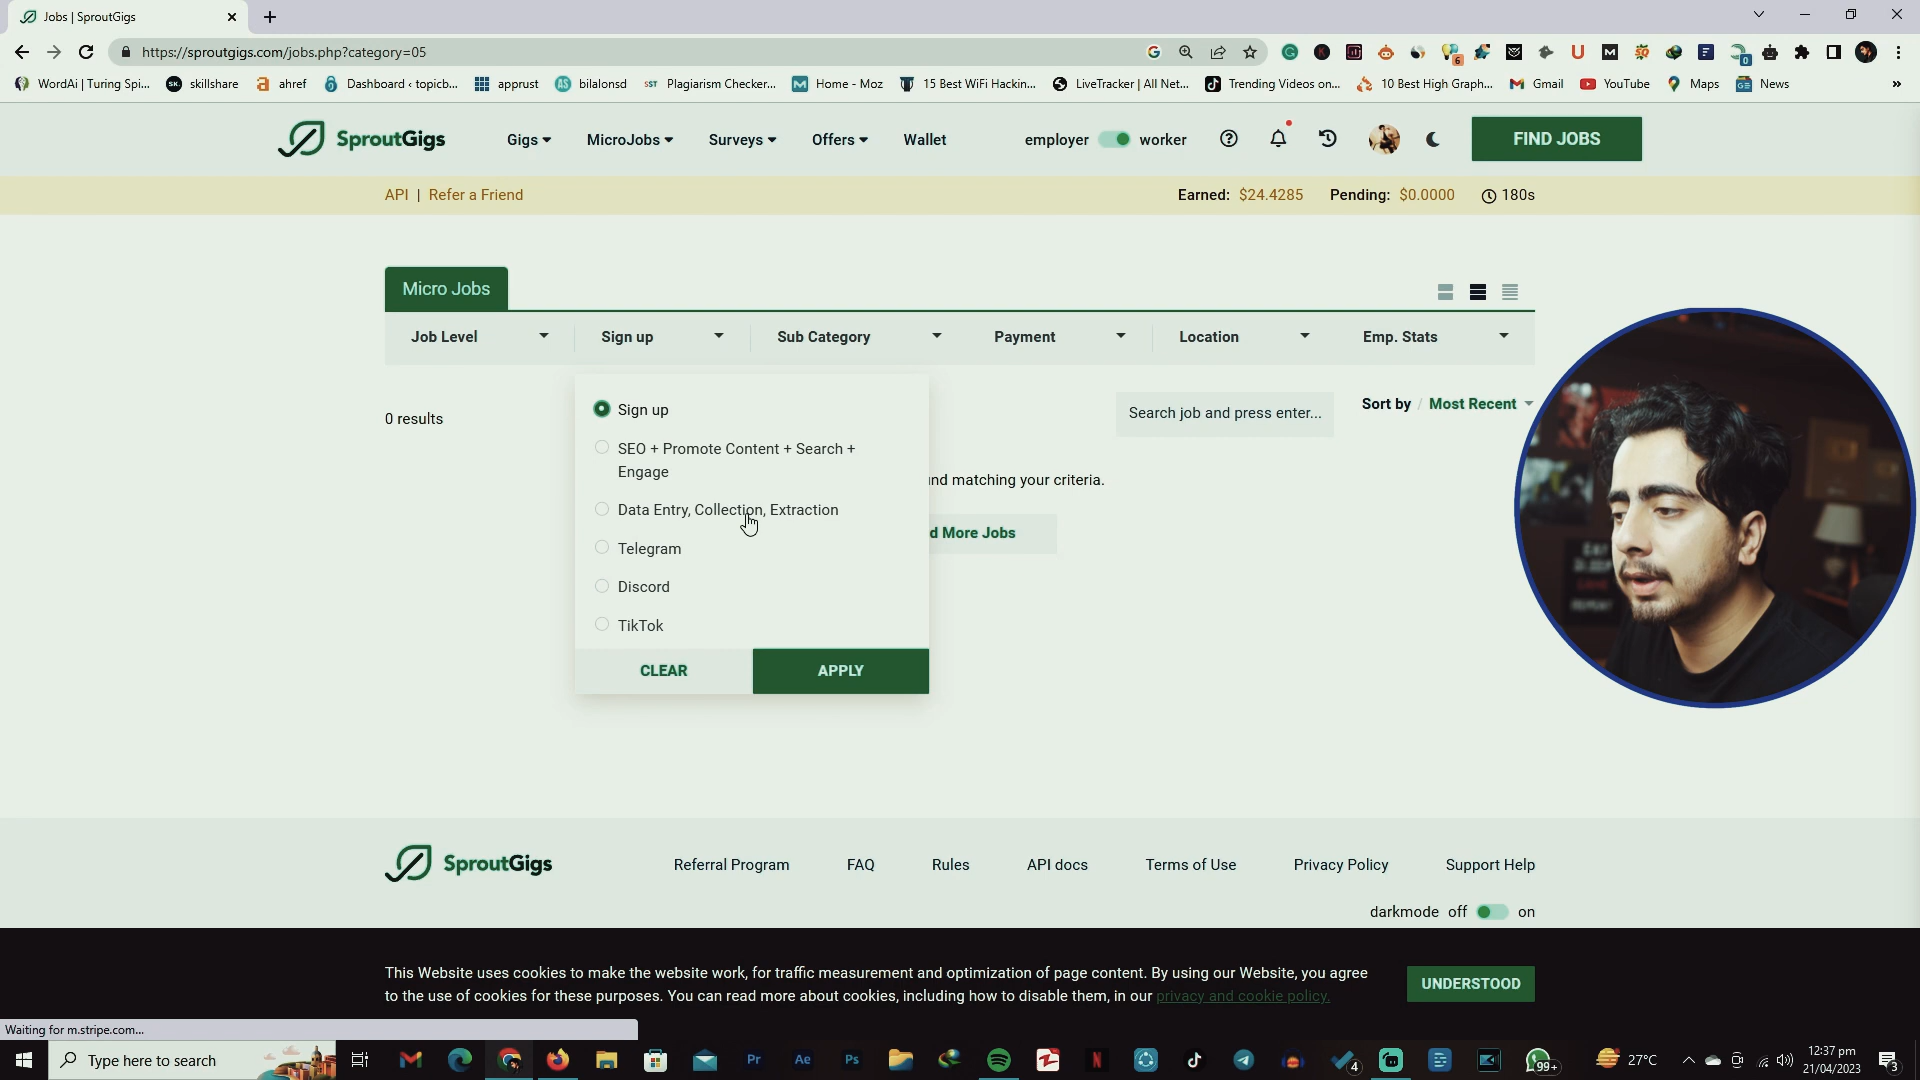 Jobs | SproutGigs
https://sproutgigs.com/jobs.php?category=05
WordAi | Turing Spi...
skillshare
ahref
Dashboard ‹ topicb...
apprust
bilalonsd
Plagiarism Checker...
Home - Moz
15 Best WiFi Hackin...
LiveTracker | All Net...
Trending Videos on...
10 Best High Graph...
Gmail
YouTube
Maps
News
SproutGigs
Gigs
MicroJobs
Surveys
Offers
Wallet
employer
worker
FIND JOBS
API | Refer a Friend
Earned: $24.4285
Pending: $0.0000
180s
Micro Jobs
Job Level
Sign up
Sub Category
Payment
Location
Emp. Stats
0 results
Search job and press enter...
Sort by / Most Recent
Sign up
SEO + Promote Content + Search +
Engage
Data Entry, Collection, Extraction
Telegram
Discord
TikTok
CLEAR
APPLY
nd matching your criteria.
d More Jobs
SproutGigs
Referral Program
FAQ
Rules
API docs
Terms of Use
Privacy Policy
Support Help
darkmode off on
This Website uses cookies to make the website work, for traffic measurement and optimization of page content. By using our Website, you agree
to the use of cookies for these purposes. You can read more about cookies, including how to disable them, in our privacy and cookie policy.
UNDERSTOOD
Waiting for m.stripe.com...
Type here to search
Pr
Ae
Ps
4
99+
27°C
12:37 pm
21/04/2023
3